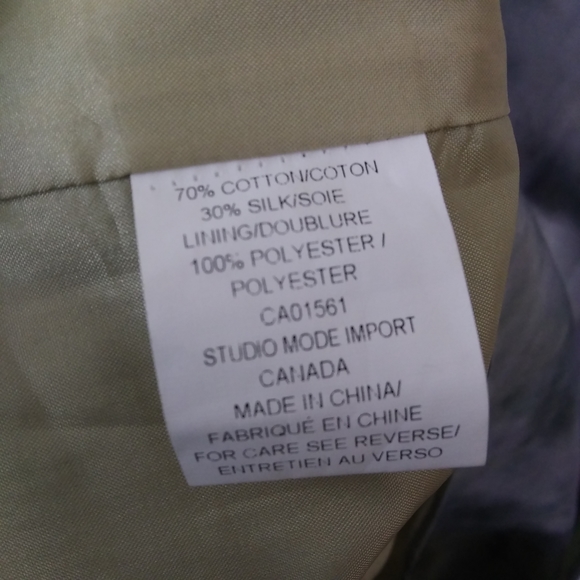 70% COTTON/COTON
30% SILK/SOIE
LINING/DOUBLURE
100% POLYESTER /
POLYESTER
CA01561
STUDIO MODE IMPORT
CANADA
MADE IN CHINA/
FABRIQUÉ EN CHINE
FOR CARE SEE REVERSE/
ENTRETIEN AU VERSO